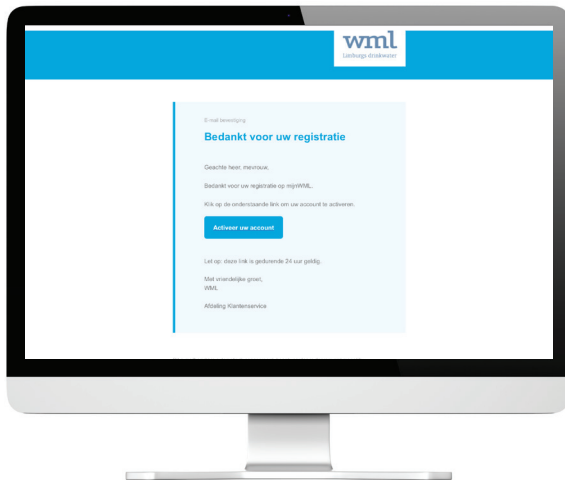 wml
Limburgs drinkwater
E-mail bevestiging
Bedankt voor uw registratie
Geachte heer, mevrouw,
Bedankt voor uw registratie op mijnWML.
Klik op de onderstaande link om uw account te activeren.
Activeer uw account
Let op: deze link is gedurende 24 uur geldig.
Met vriendelijke groet,
WML
Afdeling Klantenservice